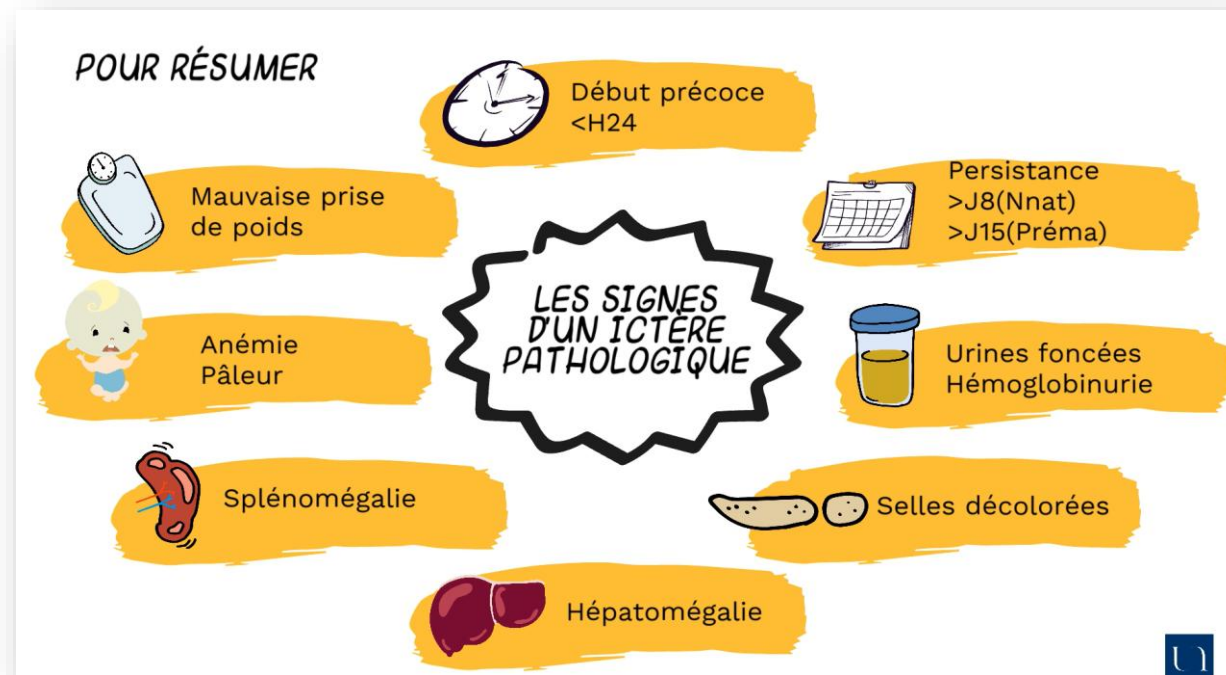 POUR RÉSUMER
Début précoce
<H24
Mauvaise prise
de poids
Persistance
>J8(Nnat)
>J15(Préma)
LES SIGNES
D'UN ICTÈRE
PATHOLOGIQUE
Anémie
Pâleur
Urines foncées
Hémoglobinurie
Splénomégalie
Selles décolorées
Hépatomégalie